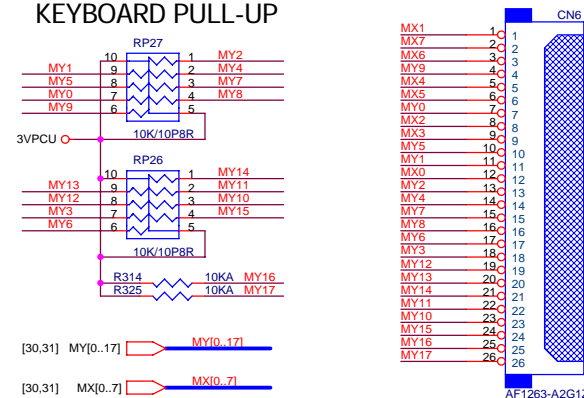 KEYBOARD PULL-UP
RP27
10 1 MY2
MY1 9 2 MY4
MY5 8 3 MY7
MY0 7 4 MY8
MY9 6 5
3VPCU 10K/10P8R
RP26
10 1 MY14
MY13 9 2 MY11
MY12 8 3 MY10
MY3 7 4 MY15
MY6 6 5
10K/10P8R
R314 10KA MY16
R325 10KA MY17
[30,31] MY[0..17] MY[0..17]
[30,31] MX[0..7] MX[0..7]
CN6
MX1 1 1
MX7 2 2
MX6 3 3
MY9 4 4
MX4 5 5
MX5 6 6
MY0 7 7
MX2 8 8
MX3 9 9
MY5 10 10
MY1 11 11
MX0 12 12
MY2 13 13
MY4 14 14
MY7 15 15
MY8 16 16
MY6 17 17
MY3 18 18
MY12 19 19
MY13 20 20
MY14 21 21
MY11 22 22
MY10 23 23
MY15 24 24
MY16 25 25
MY17 26 26
AF1263-A2G12